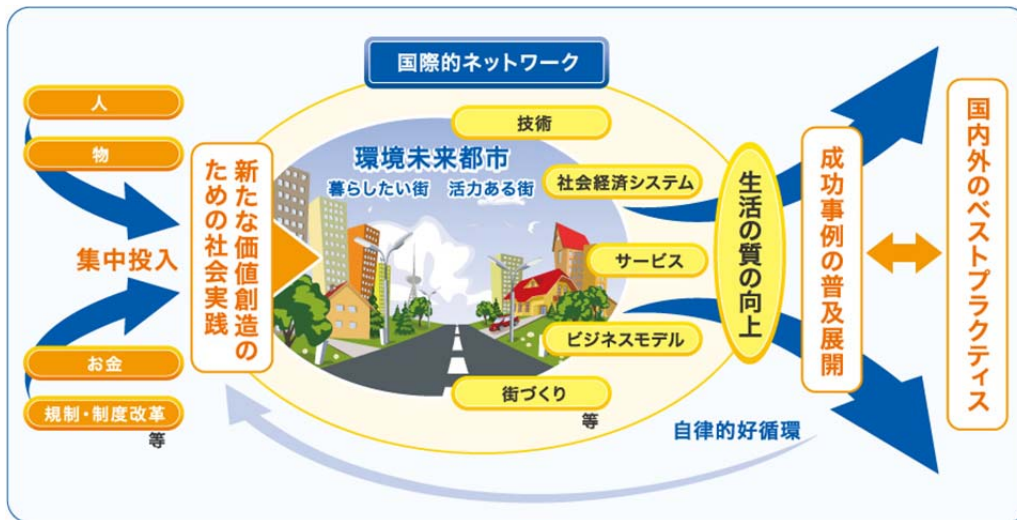 国際的ネットワーク
人
物
集中投入
お金
規制・制度改革
等
新たな価値創造の
ための社会実践
環境未来都市
暮らしたい街　活力ある街
技術
社会経済システム
サービス
ビジネスモデル
街づくり
等
生活の質の向上
成功事例の普及展開
国内外のベストプラクティス
自律的好循環